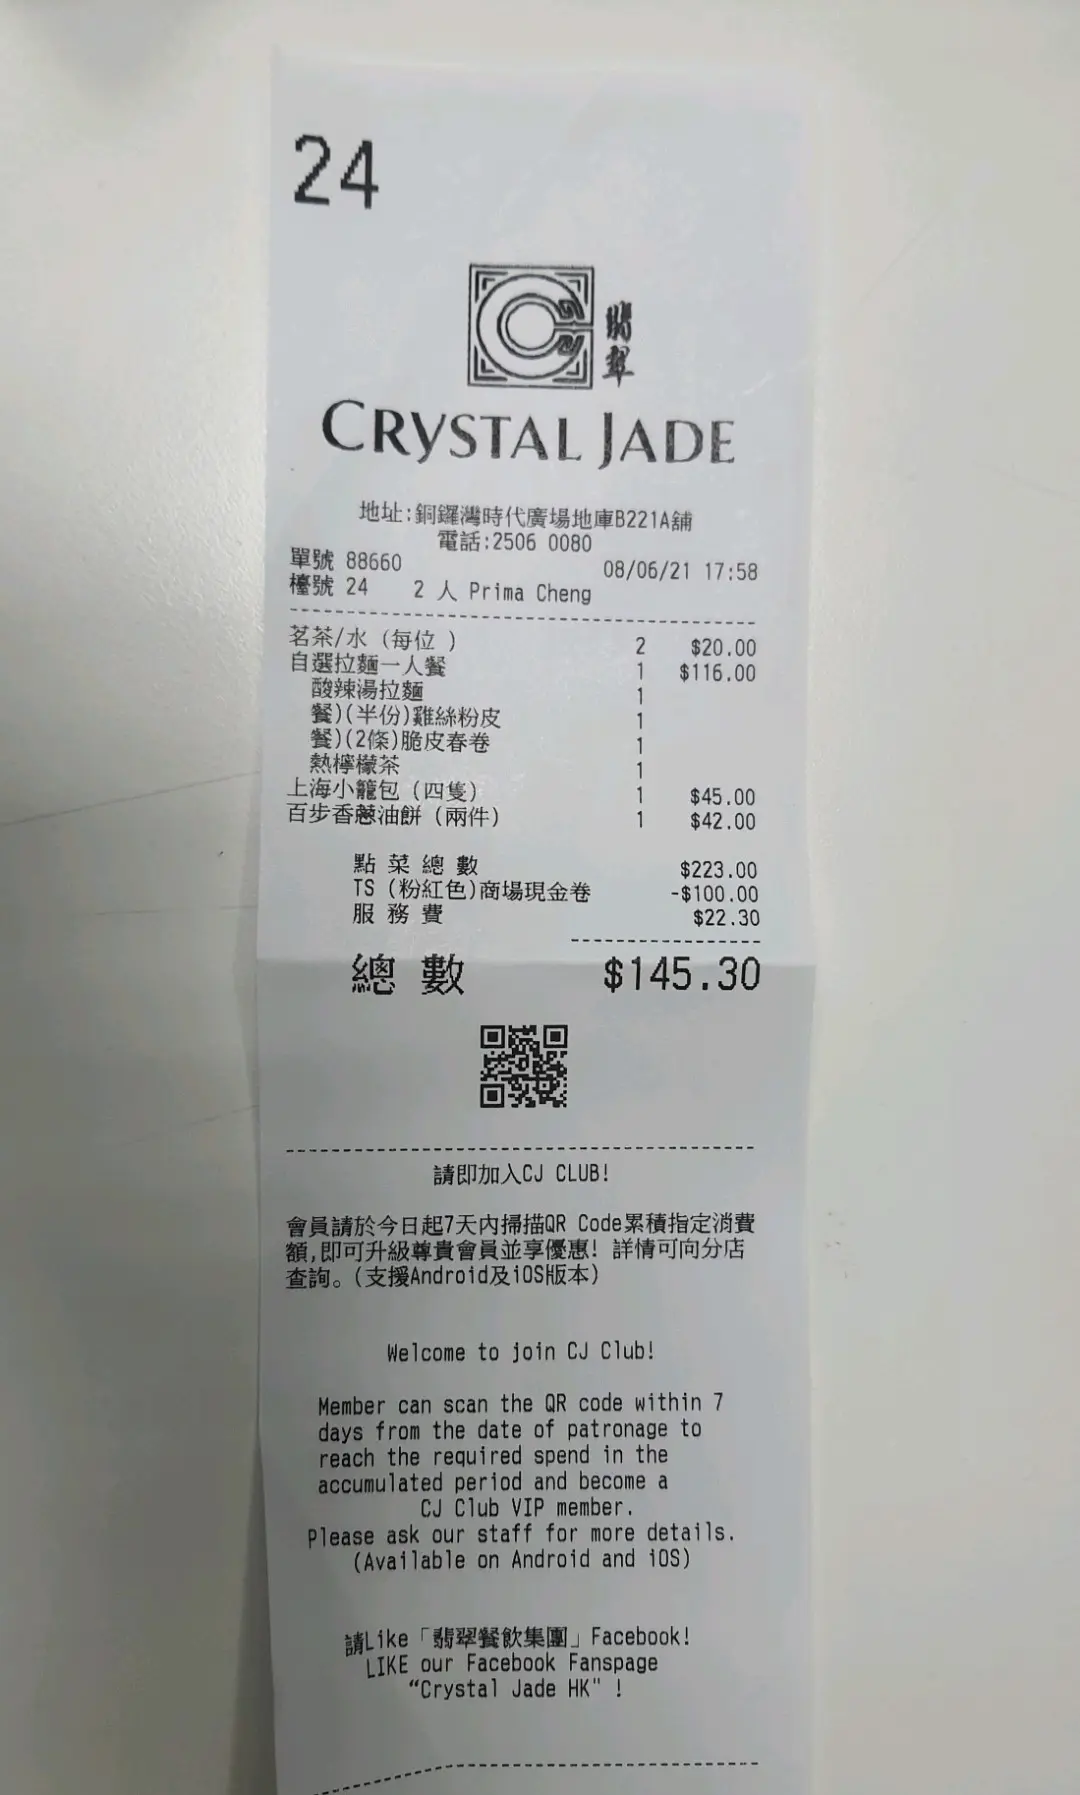 24
翡翠
CRYSTAL JADE
地址:銅鑼灣時代廣場地庫B221A舖
電話:2506 0080
單號 88660 08/06/21 17:58
檯號 24 2 人 Prima Cheng
茗茶/水 (每位 ) 2 $20.00
自選拉麵一人餐 1 $116.00
酸辣湯拉麵 1
餐)(半份)雞絲粉皮 1
餐)(2條)脆皮春卷 1
熱檸檬茶 1
上海小籠包 (四隻) 1 $45.00
百步香蔥油餅 (兩件) 1 $42.00
點 菜 總 數 $223.00
TS (粉紅色)商場現金卷 -$100.00
服 務 費 $22.30
總 數 $145.30
請即加入CJ CLUB!
會員請於今日起7天內掃描QR Code累積指定消費
額,即可升級尊貴會員並享優惠! 詳情可向分店
查詢。(支援Android及iOS版本)
Welcome to join CJ Club!
Member can scan the QR code within 7
days from the date of patronage to
reach the required spend in the
accumulated period and become a
CJ Club VIP member.
Please ask our staff for more details.
(Available on Android and iOS)
請Like「翡翠餐飲集團」Facebook!
LIKE our Facebook Fanspage
“Crystal Jade HK" !